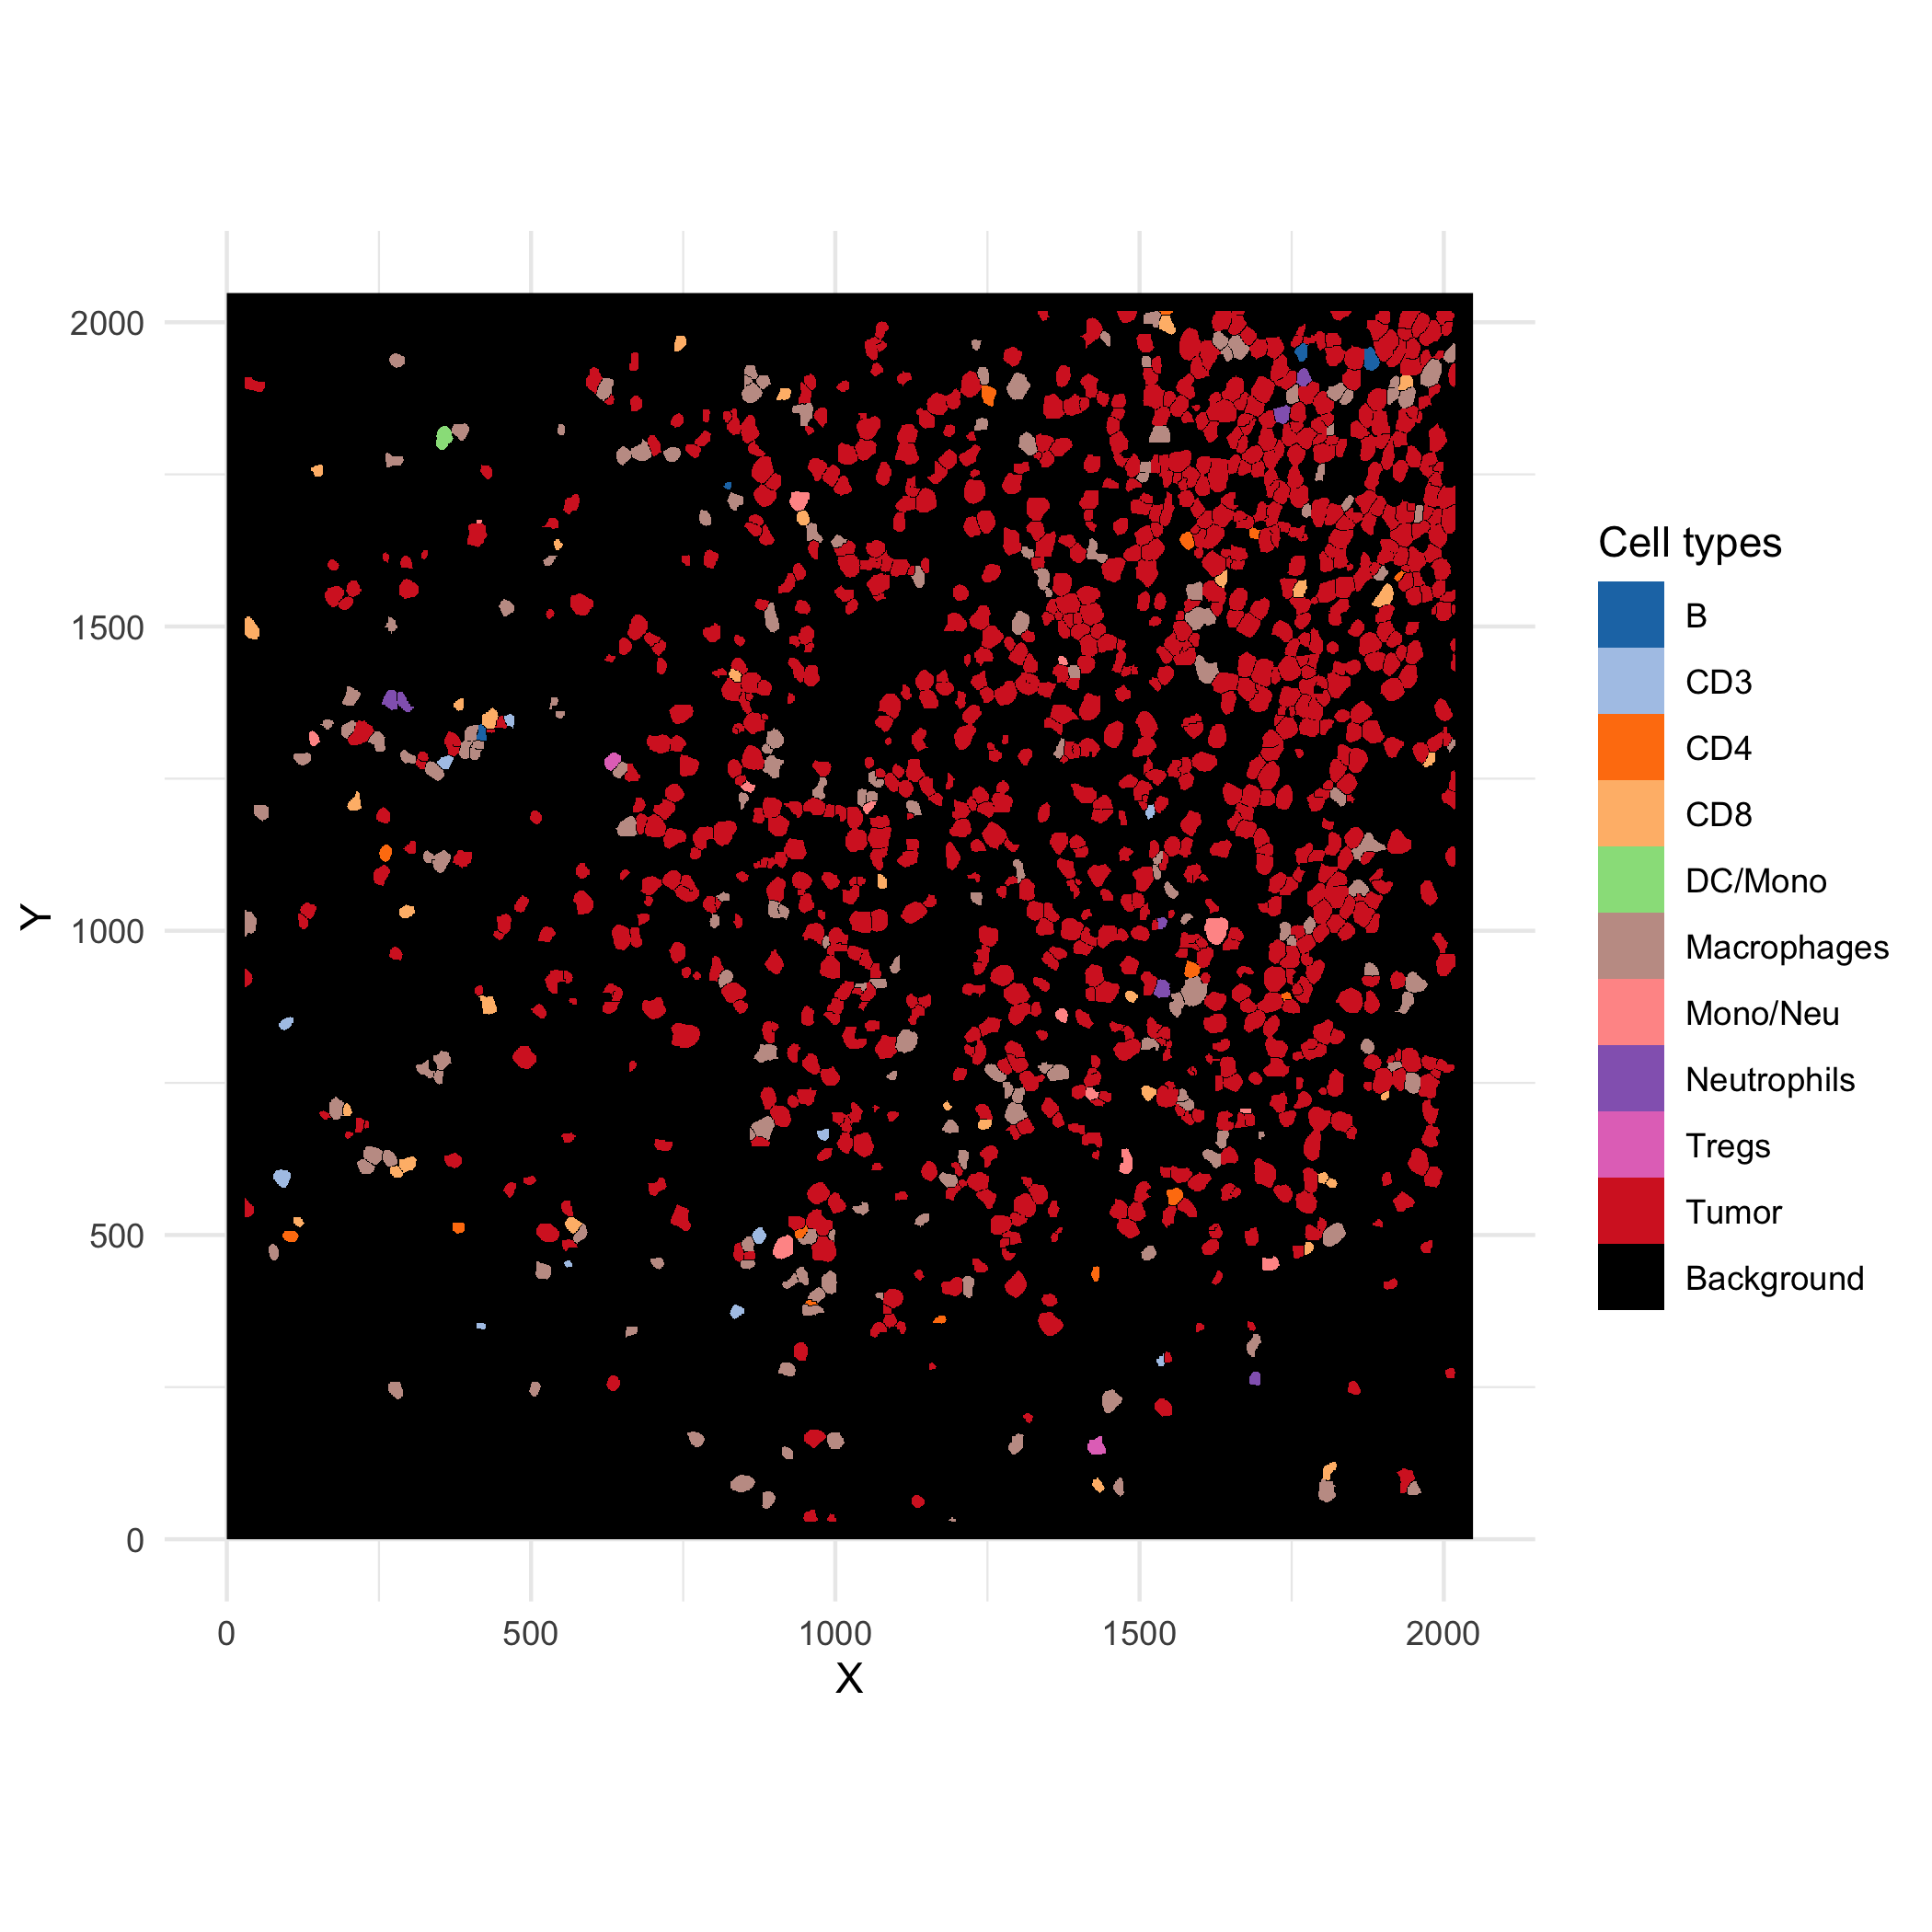 2000
1500
1000
500
0
Y
0 500 1000 1500 2000
X
Cell types
B
CD3
CD4
CD8
DC/Mono
Macrophages
Mono/Neu
Neutrophils
Tregs
Tumor
Background